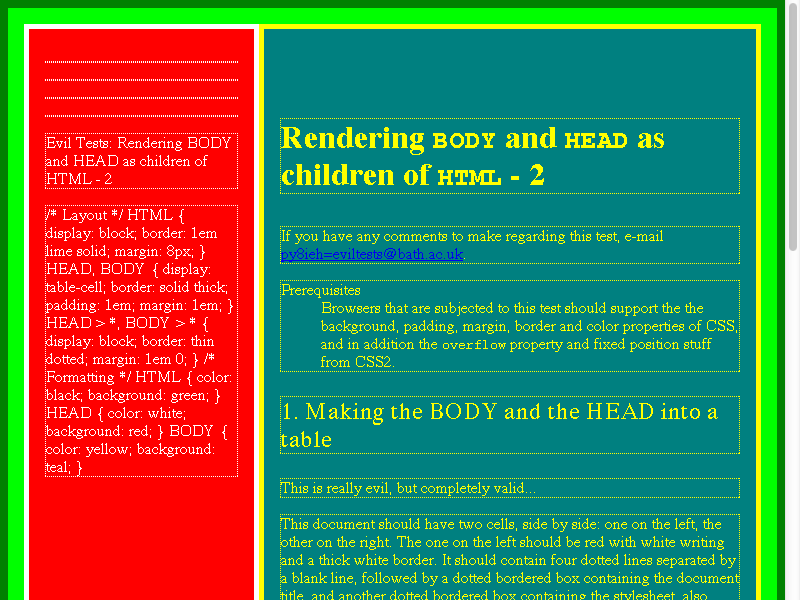 Evil Tests: Rendering BODY
and HEAD as children of
HTML - 2
/* Layout */ HTML {
display: block; border: 1em
lime solid; margin: 8px; }
HEAD, BODY { display:
table-cell; border: solid thick;
padding: 1em; margin: 1em; }
HEAD > *, BODY > * {
display: block; border: thin
dotted; margin: 1em 0; } /*
Formatting */ HTML { color:
black; background: green; }
HEAD { color: white;
background: red; } BODY {
color: yellow; background:
teal; }
Rendering BODY and HEAD as
children of HTML - 2
If you have any comments to make regarding this test, e-mail
py8ieh=eviltests@bath.ac.uk.
Prerequisites
Browsers that are subjected to this test should support the the
background, padding, margin, border and color properties of CSS,
and in addition the overflow property and fixed position stuff
from CSS2.
1. Making the BODY and the HEAD into a
table
This is really evil, but completely valid...
This document should have two cells, side by side: one on the left, the
other on the right. The one on the left should be red with white writing
and a thick white border. It should contain four dotted lines separated by
a blank line, followed by a dotted bordered box containing the document
title, and another dotted bordered box containing the stylesheet, also